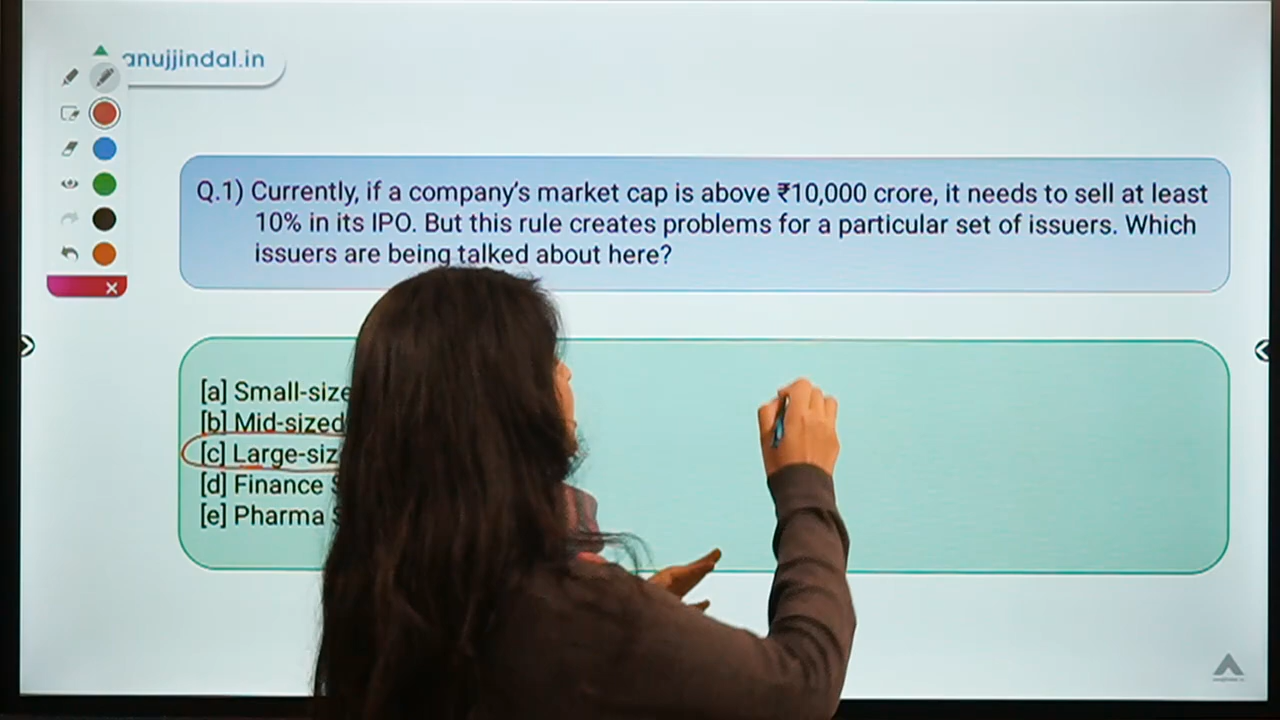 anujjindal.in
Q.1) Currently, if a company's market cap is above ₹10,000 crore, it needs to sell at least
10% in its IPO. But this rule creates problems for a particular set of issuers. Which
issuers are being talked about here?
[a] Small-size
[b] Mid-sized
[c] Large-siz
[d] Finance
[e] Pharma